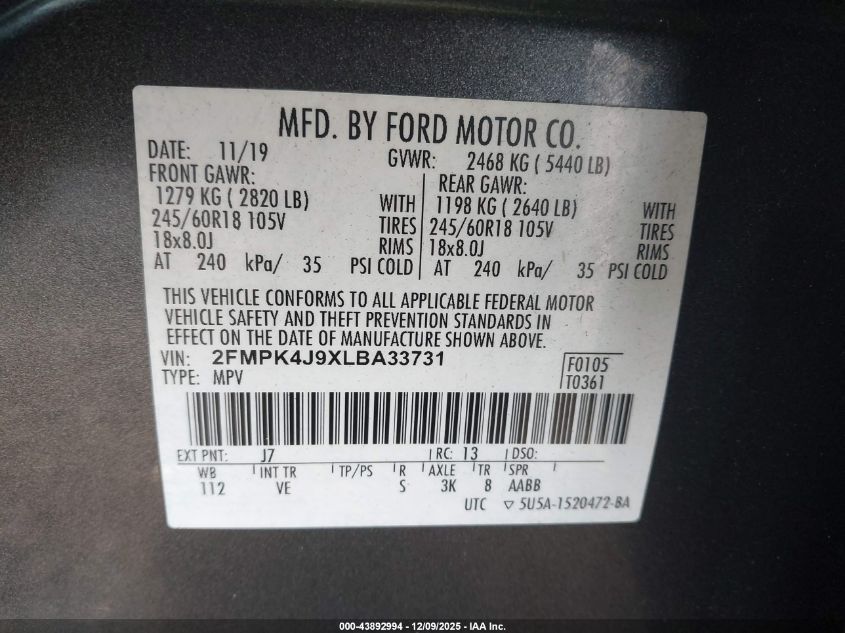 MFD. BY FORD MOTOR CO.
DATE: 11/19 GVWR: 2468 KG ( 5440 LB)
FRONT GAWR: REAR GAWR:
1279 KG ( 2820 LB) WITH 1198 KG ( 2640 LB) WITH
245/60R18 105V TIRES 245/60R18 105V TIRES
18x8.0J RIMS 18x8.0J RIMS
AT 240 kPa/ 35 PSI COLD AT 240 kPa/ 35 PSI COLD
THIS VEHICLE CONFORMS TO ALL APPLICABLE FEDERAL MOTOR
VEHICLE SAFETY AND THEFT PREVENTION STANDARDS IN
EFFECT ON THE DATE OF MANUFACTURE SHOWN ABOVE.
VIN: 2FMPK4J9XLBA33731 F0105
TYPE: MPV T0361
EXT PNT: J7 RC: 13 DSO:
WB INT TR TP/PS R AXLE TR SPR
112 VE S 3K 8 AABB
UTC ▽ 5U5A-1520472-BA
000-43892994 - 12/09/2025 - IAA Inc.